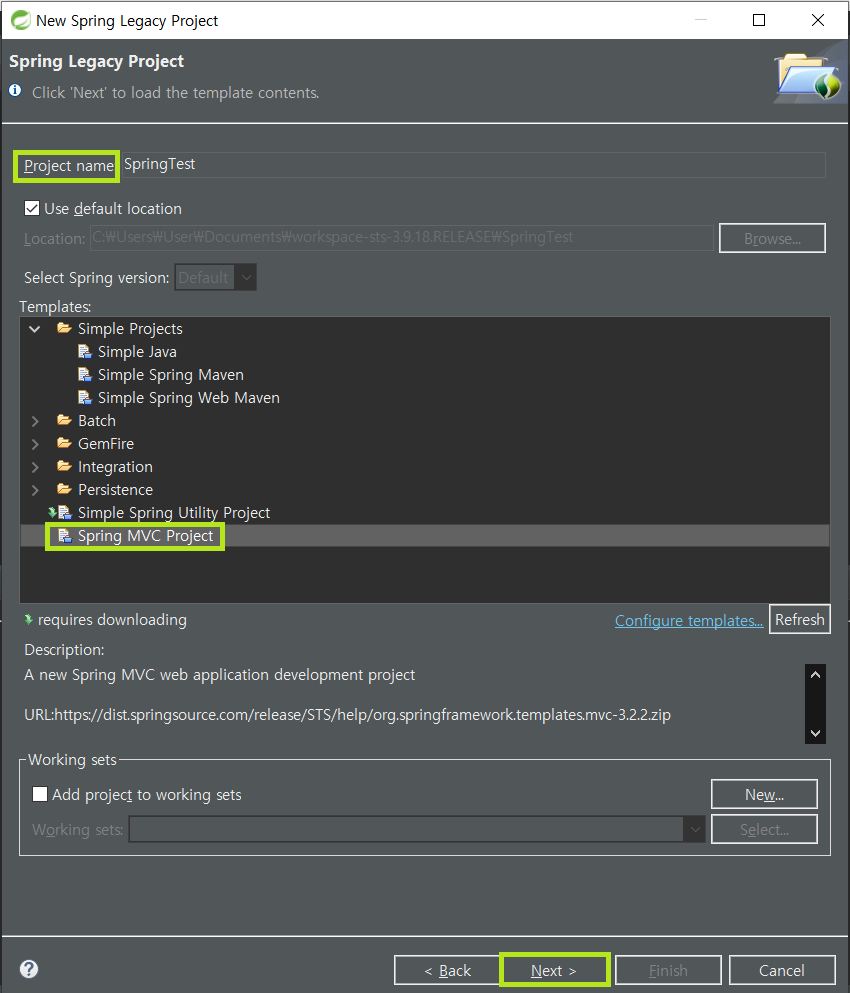 New Spring Legacy Project
Spring Legacy Project
Click 'Next' to load the template contents.
Project name SpringTest
Use default location
Location: C:₩Users₩User₩Documents₩workspace-sts-3.9.18.RELEASE₩SpringTest Browse...
Select Spring version: Default
Templates:
Simple Projects
Simple Java
Simple Spring Maven
Simple Spring Web Maven
Batch
GemFire
Integration
Persistence
Simple Spring Utility Project
Spring MVC Project
requires downloading Configure templates... Refresh
Description:
A new Spring MVC web application development project
URL:https://dist.springsource.com/release/STS/help/org.springframework.templates.mvc-3.2.2.zip
Working sets
Add project to working sets New...
Working sets: Select...
? < Back Next > Finish Cancel